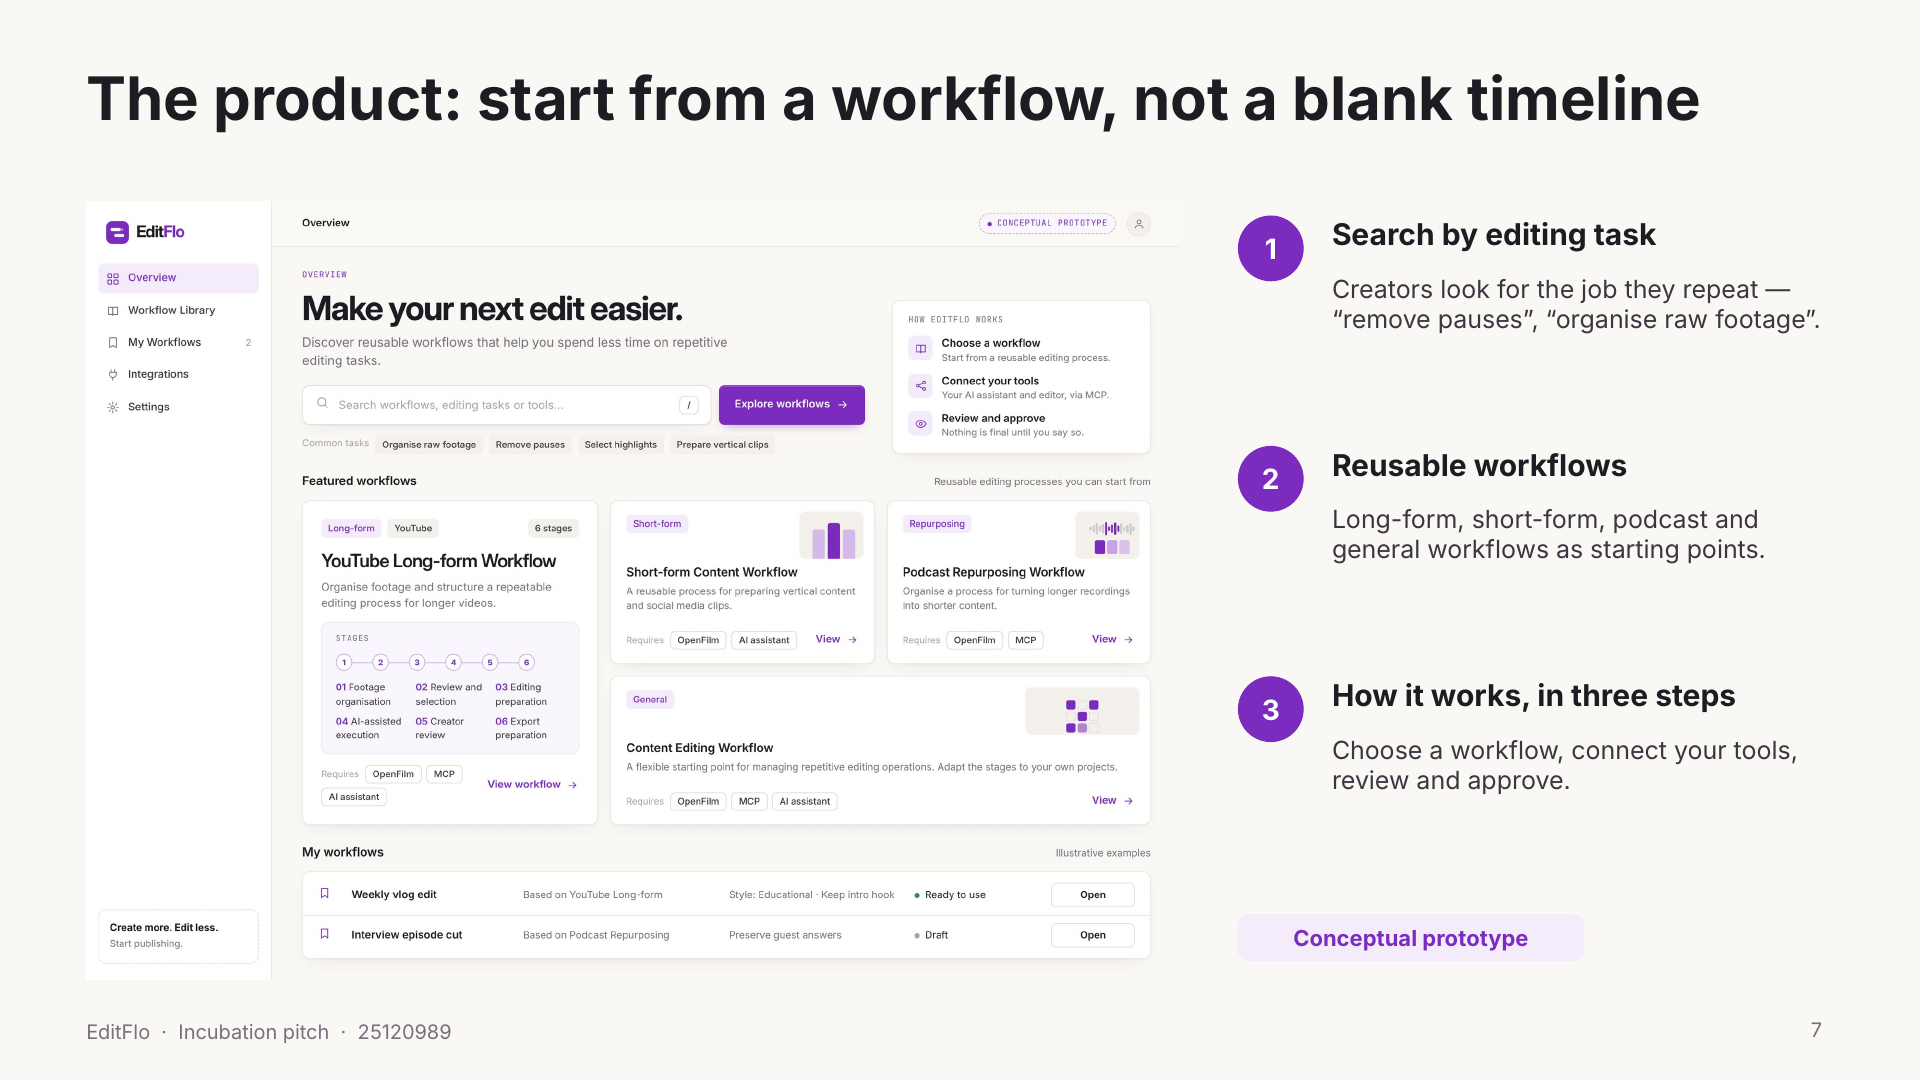 The product: start from a workflow, not a blank timeline
EditFlo
Overview
Workflow Library
My Workflows 2
Integrations
Settings
Create more. Edit less.
Start publishing.
Overview
CONCEPTUAL PROTOTYPE
OVERVIEW
Make your next edit easier.
Discover reusable workflows that help you spend less time on repetitive
editing tasks.
Search workflows, editing tasks or tools...
/
Explore workflows →
Common tasks
Organise raw footage
Remove pauses
Select highlights
Prepare vertical clips
HOW EDITFLO WORKS
Choose a workflow
Start from a reusable editing process.
Connect your tools
Your AI assistant and editor, via MCP.
Review and approve
Nothing is final until you say so.
Featured workflows
Reusable editing processes you can start from
Long-form
YouTube
6 stages
YouTube Long-form Workflow
Organise footage and structure a repeatable
editing process for longer videos.
STAGES
1 2 3 4 5 6
01 Footage
organisation
02 Review and
selection
03 Editing
preparation
04 AI-assisted
execution
05 Creator
review
06 Export
preparation
Requires
OpenFilm
MCP
AI assistant
View workflow →
Short-form
Short-form Content Workflow
A reusable process for preparing vertical content
and social media clips.
Requires
OpenFilm
AI assistant
View →
Repurposing
Podcast Repurposing Workflow
Organise a process for turning longer recordings
into shorter content.
Requires
OpenFilm
MCP
View →
General
Content Editing Workflow
A flexible starting point for managing repetitive editing operations. Adapt the stages to your own projects.
Requires
OpenFilm
MCP
AI assistant
View →
My workflows
Illustrative examples
Weekly vlog edit
Based on YouTube Long-form
Style: Educational · Keep intro hook
Ready to use
Open
Interview episode cut
Based on Podcast Repurposing
Preserve guest answers
Draft
Open
1
Search by editing task
Creators look for the job they repeat —
“remove pauses”, “organise raw footage”.
2
Reusable workflows
Long-form, short-form, podcast and
general workflows as starting points.
3
How it works, in three steps
Choose a workflow, connect your tools,
review and approve.
Conceptual prototype
EditFlo · Incubation pitch · 25120989
7